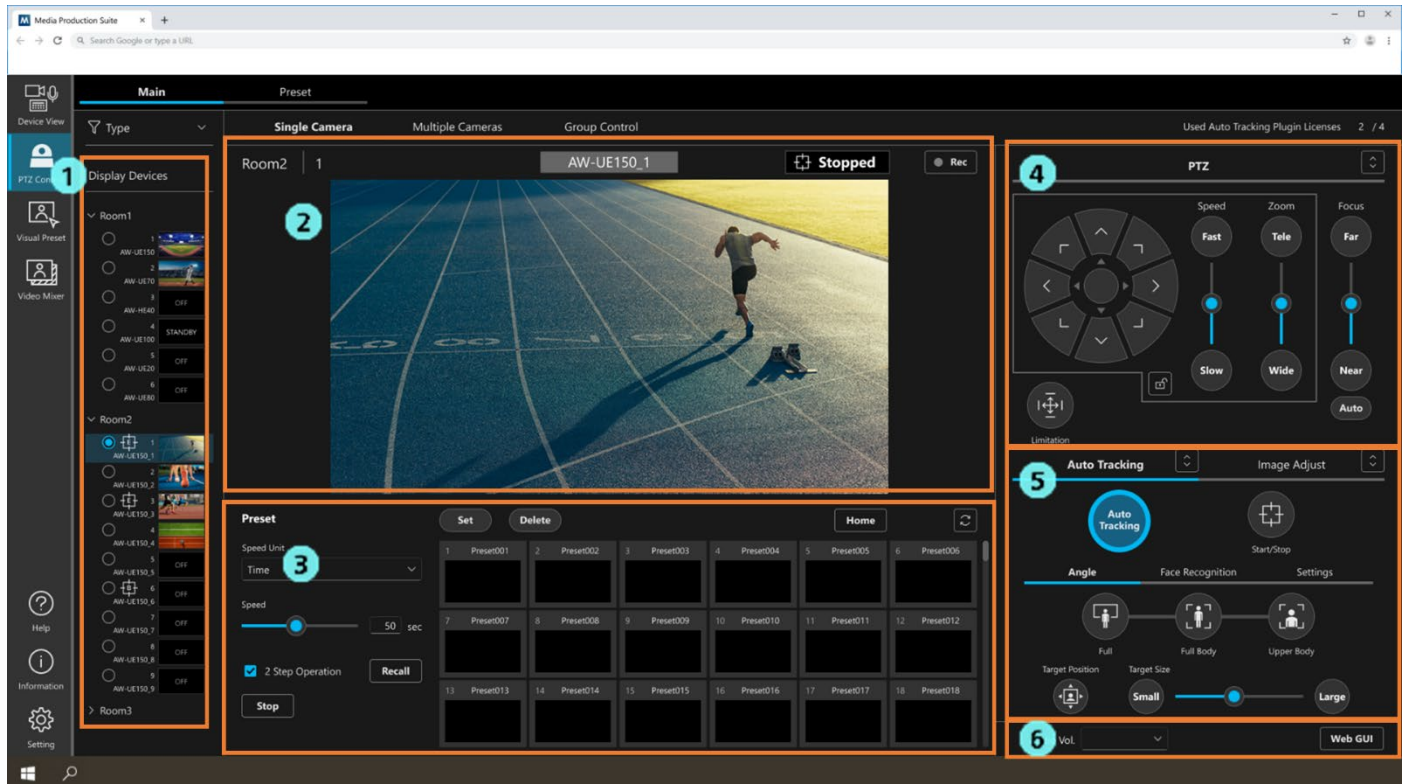 Media Production Suite
Search Google or type a URL
Device View
Main
Preset
Type
Single Camera
Multiple Cameras
Group Control
Used Auto Tracking Plugin Licenses 2 / 4
PTZ
1
Display Devices
Visual Preset
Video Mixer
Room1
1
AW-UE150
2
AW-UE70
3
OFF
AW-HE40
4
STANDBY
AW-UE100
5
OFF
AW-UE20
6
OFF
AW-UE80
Room2
1
AW-UE150_1
2
AW-UE150_2
3
AW-UE150_3
4
AW-UE150_4
5
OFF
AW-UE150_5
6
OFF
AW-UE150_6
7
OFF
AW-UE150_7
8
OFF
AW-UE150_8
9
OFF
AW-UE150_9
Room3
Help
Information
Setting
Room2 1
AW-UE150_1
Stopped
Rec
2
3
Preset
Set
Delete
Home
Speed Unit
Time
Speed
50 sec
2 Step Operation
Recall
Stop
1 Preset001
2 Preset002
3 Preset003
4 Preset004
5 Preset005
6 Preset006
7 Preset007
8 Preset008
9 Preset009
10 Preset010
11 Preset011
12 Preset012
13 Preset013
14 Preset014
15 Preset015
16 Preset016
17 Preset017
18 Preset018
4
PTZ
Speed
Zoom
Focus
Fast
Tele
Far
Slow
Wide
Near
Auto
Limitation
5
Auto Tracking
Image Adjust
Auto
Tracking
Start/Stop
Angle
Face Recognition
Settings
Full
Full Body
Upper Body
Target Position
Target Size
Small
Large
6
Vol.
Web GUI